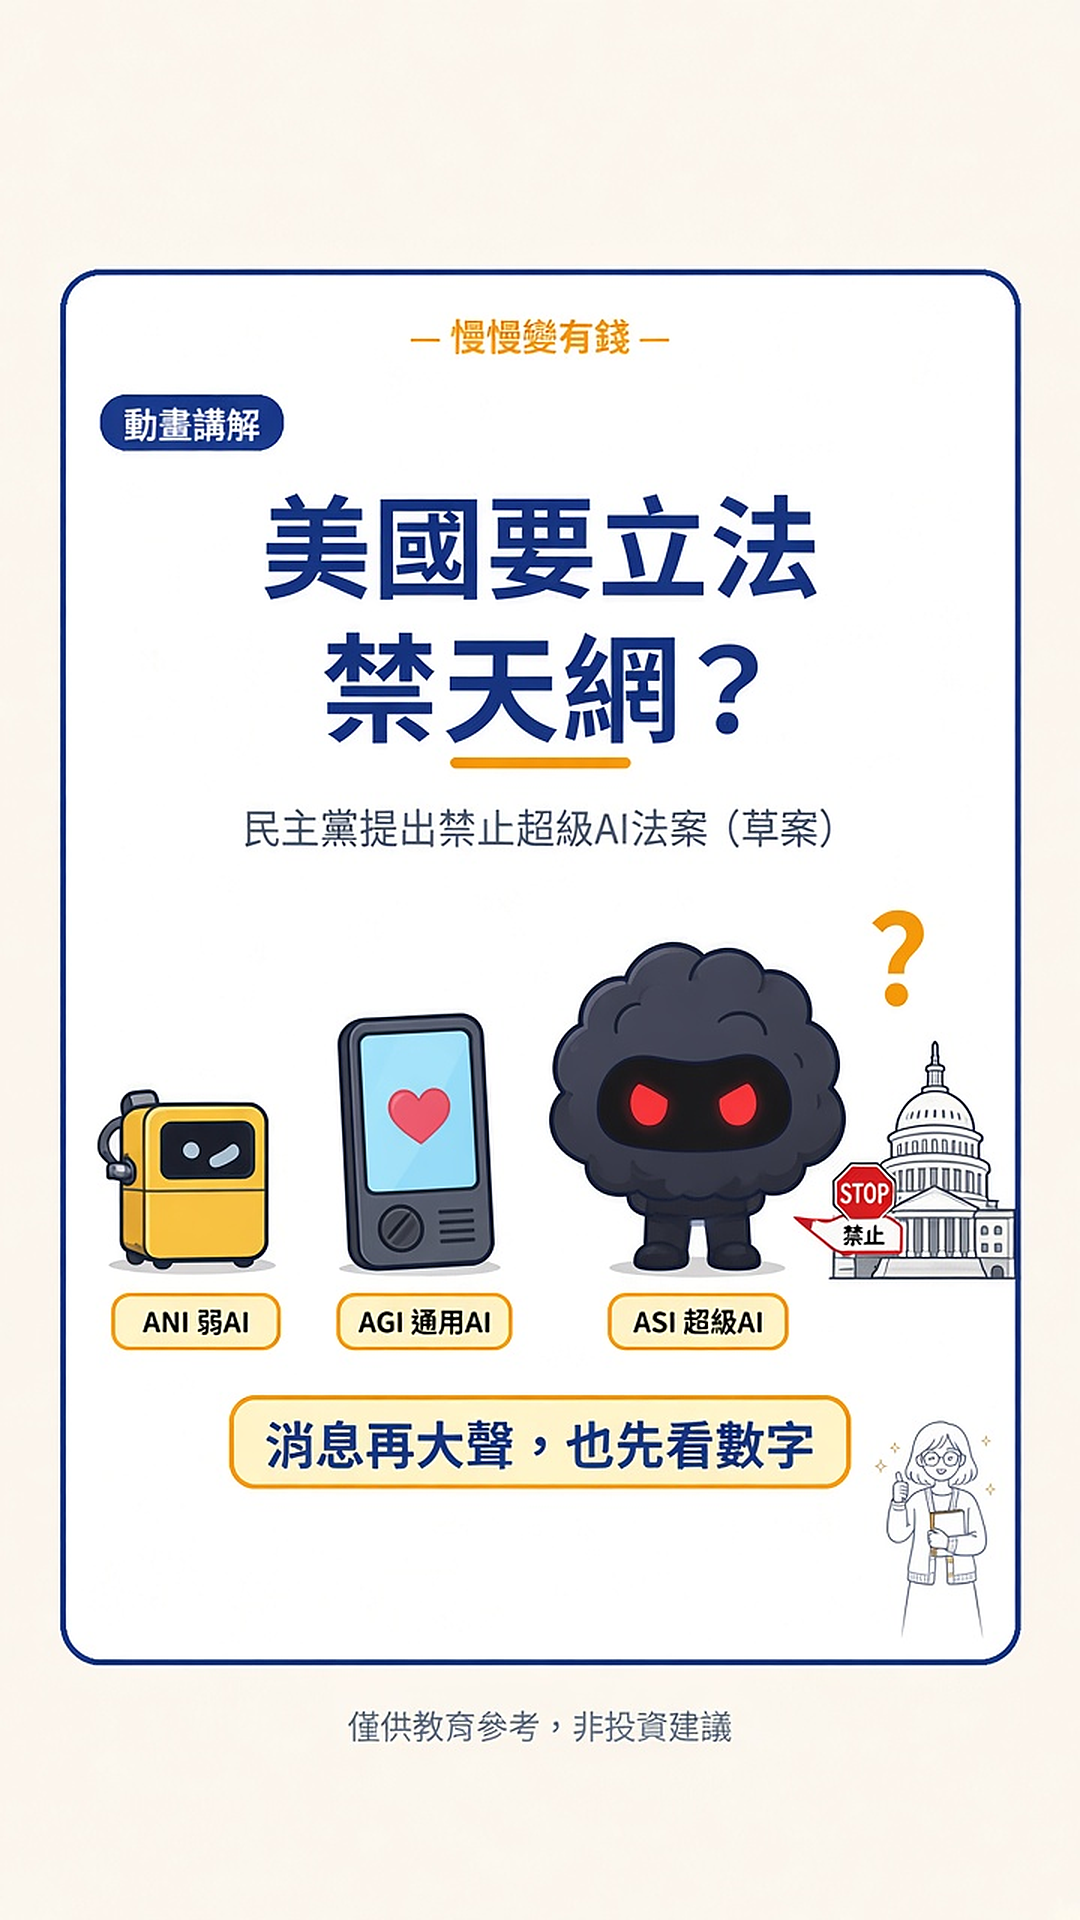 — 慢慢變有錢 —
動畫講解
美國要立法
禁天網？
民主黨提出禁止超級AI法案（草案）
?
STOP
禁止
ANI 弱AI
AGI 通用AI
ASI 超級AI
消息再大聲，也先看數字
僅供教育參考，非投資建議